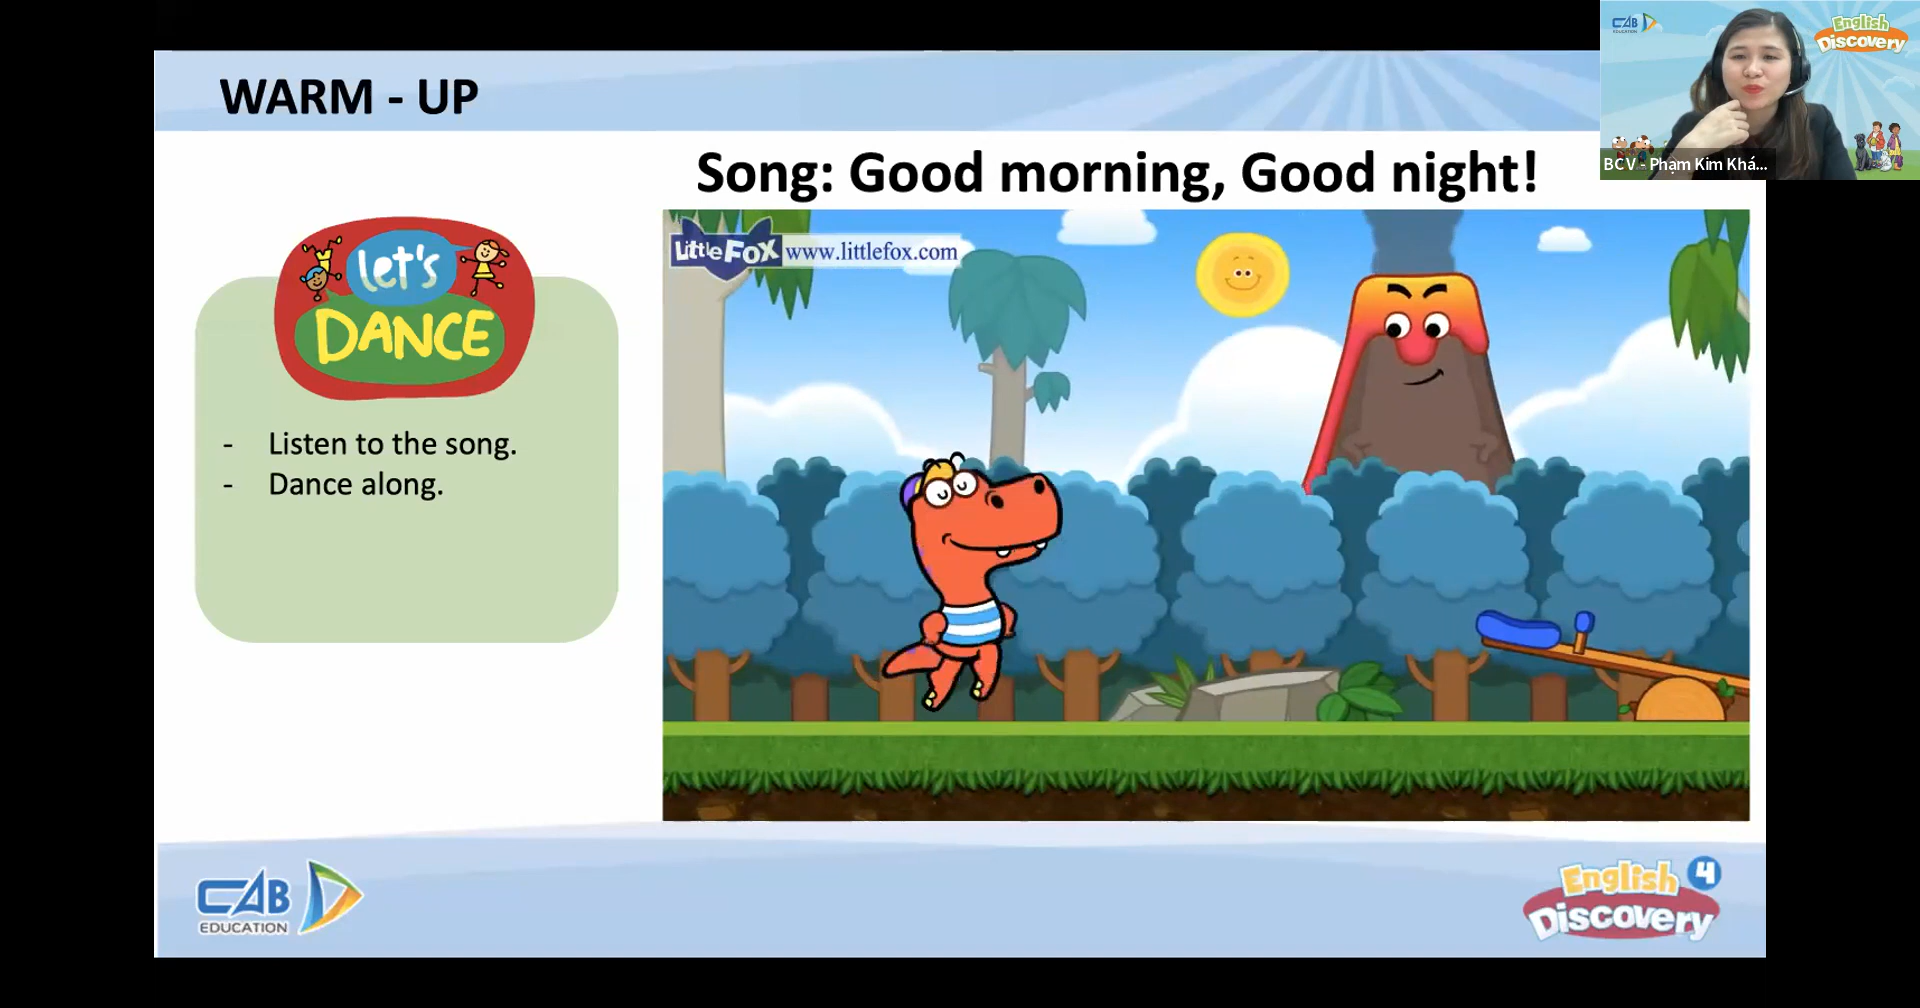 WARM - UP
Song: Good morning, Good night!
let's
DANCE
- Listen to the song.
- Dance along.
Little Fox www.littlefox.com
CAB
EDUCATION
English 4
Discovery
CAB
EDUCATION
English
Discovery
BCV - Phạm Kim Khá...